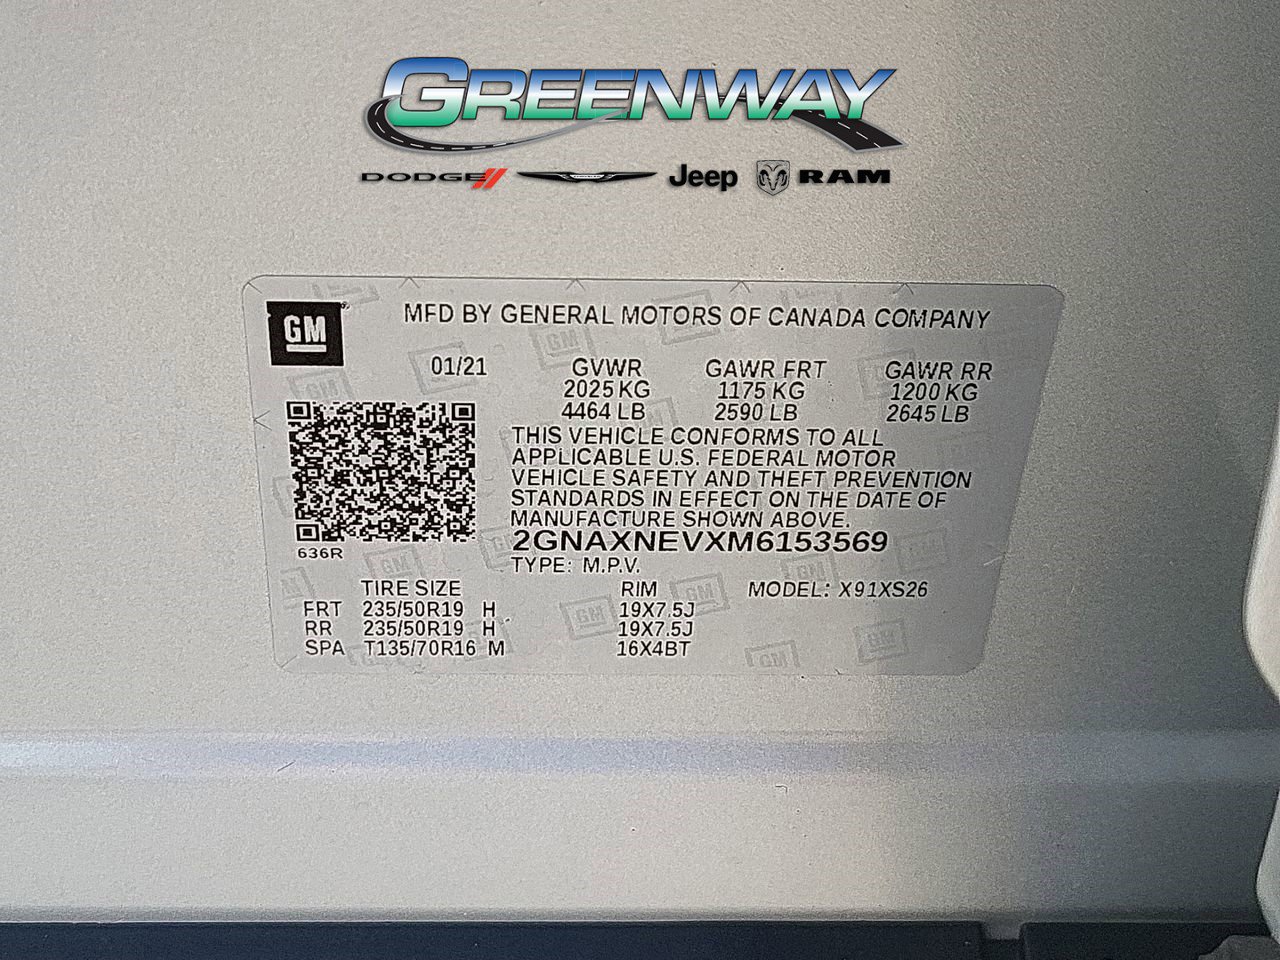 GREENWAY
DODGE Jeep RAM
GM MFD BY GENERAL MOTORS OF CANADA COMPANY
01/21 GVWR GAWR FRT GAWR RR
2025 KG 1175 KG 1200 KG
4464 LB 2590 LB 2645 LB
THIS VEHICLE CONFORMS TO ALL
APPLICABLE U.S. FEDERAL MOTOR
VEHICLE SAFETY AND THEFT PREVENTION
STANDARDS IN EFFECT ON THE DATE OF
MANUFACTURE SHOWN ABOVE.
636R 2GNAXNEVXM6153569
TYPE: M.P.V.
TIRE SIZE RIM MODEL: X91XS26
FRT 235/50R19 H 19X7.5J
RR 235/50R19 H 19X7.5J
SPA T135/70R16 M 16X4BT